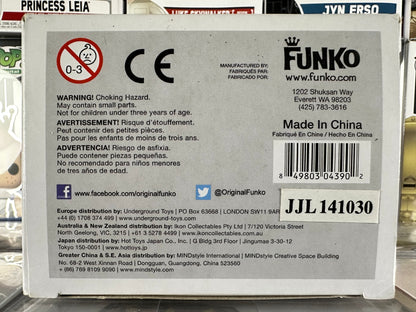 PRINCESS LEIA
JYN ERSO
0-3
CE
FUNKO
MANUFACTURED BY:
FABRIQUÉ PAR:
FABRICADO POR:
www.funko.com
1202 Shuksan Way
Everett WA 98203
(425) 783-3616
WARNING! Choking Hazard.
May contain small parts.
Not for children under three years of age.
AVERTISSEMENT! Risque d'étouffement.
Peut contenir des petites pièces.
Pas pour les enfants de moins de trois ans.
ADVERTENCIA! Riesgo de asfixia.
Puede contener piezas pequeñas.
No recomendado para niños menores
de tres años de edad.
Made in China
Fabriqué En Chine / Hecho En China
8 49803 04390 2
www.facebook.com/originalfunko
@OriginalFunko
JJL 141030
Europe distribution by: Underground Toys | PO Box 63668 | LONDON SW11 9AR
+44 (0) 1708 374 499 | www.underground-toys.com
Australia & New Zealand distribution by: Ikon Collectables Pty Ltd | 7/120 Victoria Street
North Geelong, VIC, 3215 | +61 3 5278 4499 | www.ikoncollectables.com.au
Japan distribution by: Hot Toys Japan Co., Inc. | Q Bldg 3rd Floor | Jingumae 3-30-12
Tokyo 150-0001 | www.hottoys.jp
Greater China & S.E. Asia distribution by: MINDstyle International | MINDstyle Creative Space Building
No. 68-2 West Xinnan Road | Dongguan, Guangdong, China 523560
+ (86) 769 8109 9090 | www.mindstyle.com